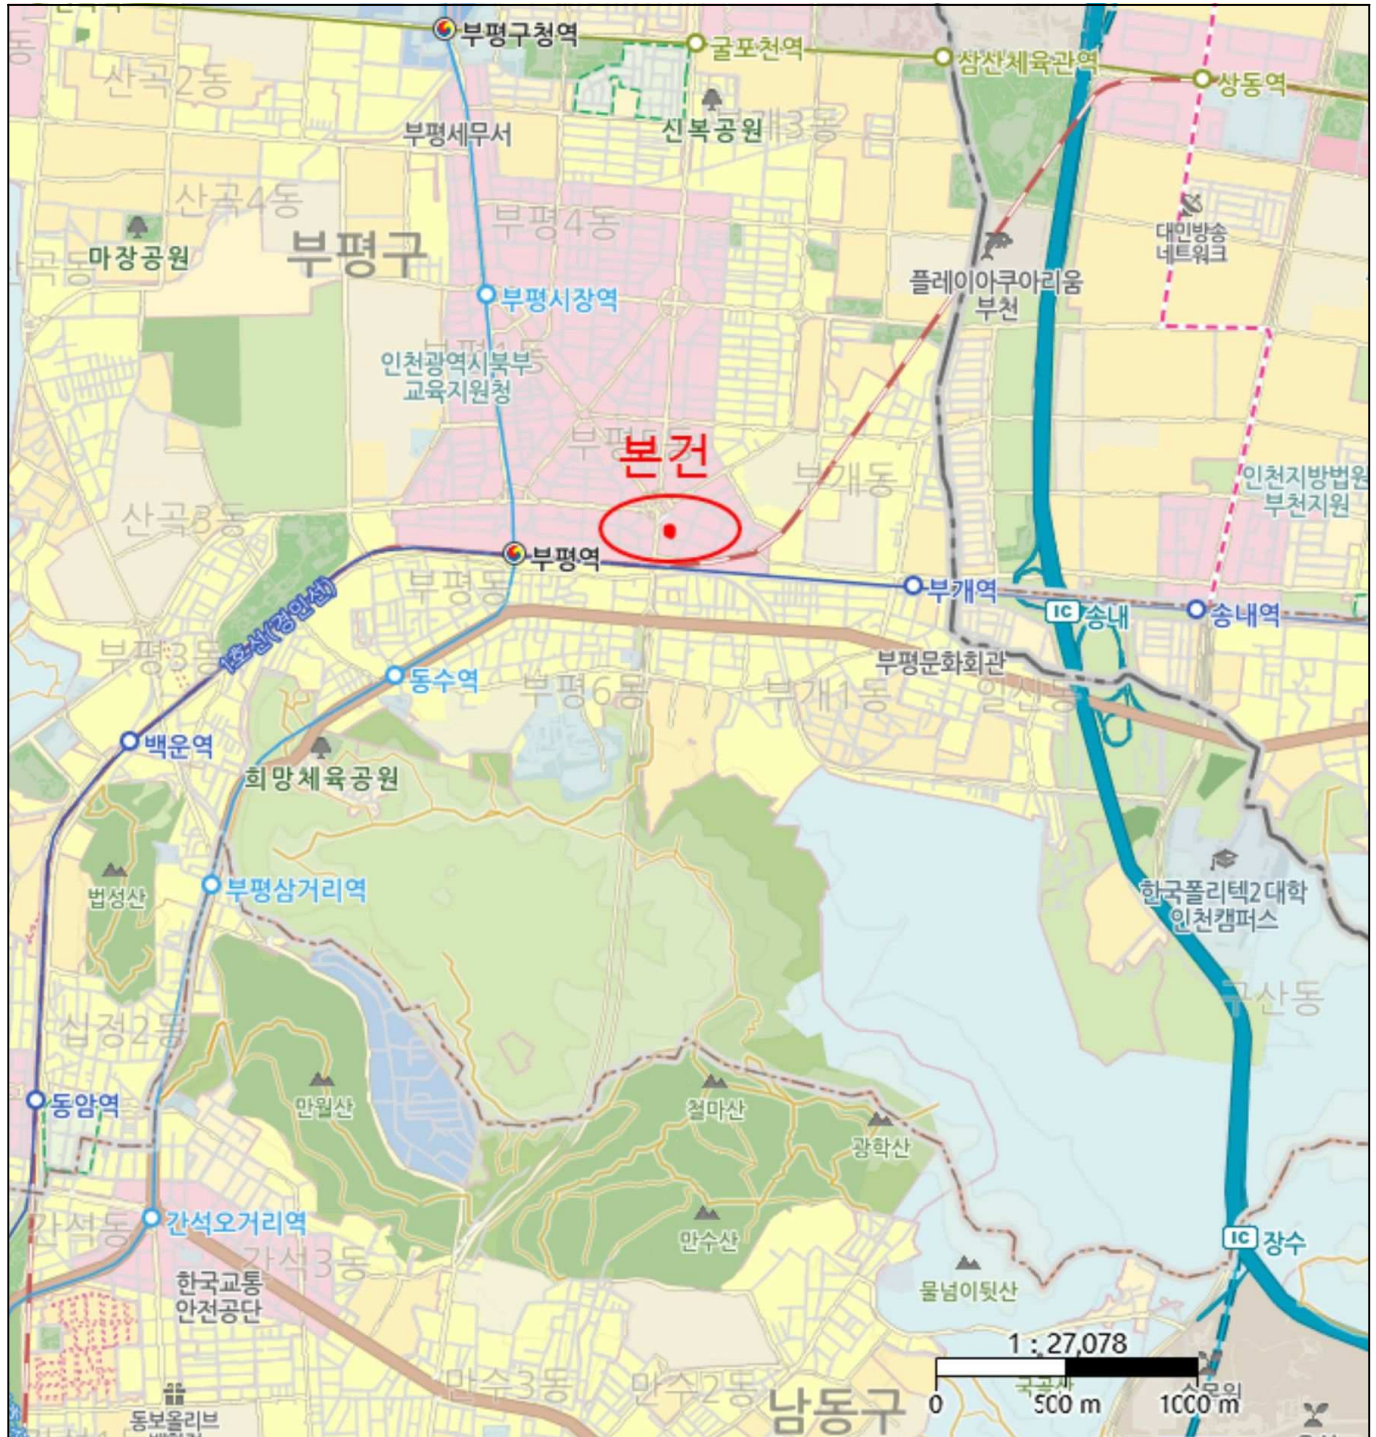 부평구청역
굴포천역
삼산체육관역
상동역
산곡2동
신복공원
부평세무서
산곡4동
부평4동
마장공원
부평구
대민방송
네트워크
플레이아쿠아리움
부천
부평시장역
인천광역시북부
교육지원청
본건
부개동
인천지방법원
부천지원
산곡3동
부평역
부평동
부개역
IC 송내
송내역
1호선(경인선)
부평3동
동수역
부평6동
부개1동
부평문화회관
일신동
백운역
희망체육공원
법성산
부평삼거리역
한국폴리텍2대학
인천캠퍼스
구산동
십정2동
만월산
철마산
광학산
동암역
간석오거리역
간석동
간석3동
만수산
IC 장수
한국교통
안전공단
물넘이뒷산
1 : 27,078
만수3동
만수2동
남동구
0 500 m 1000 m
동보올리브